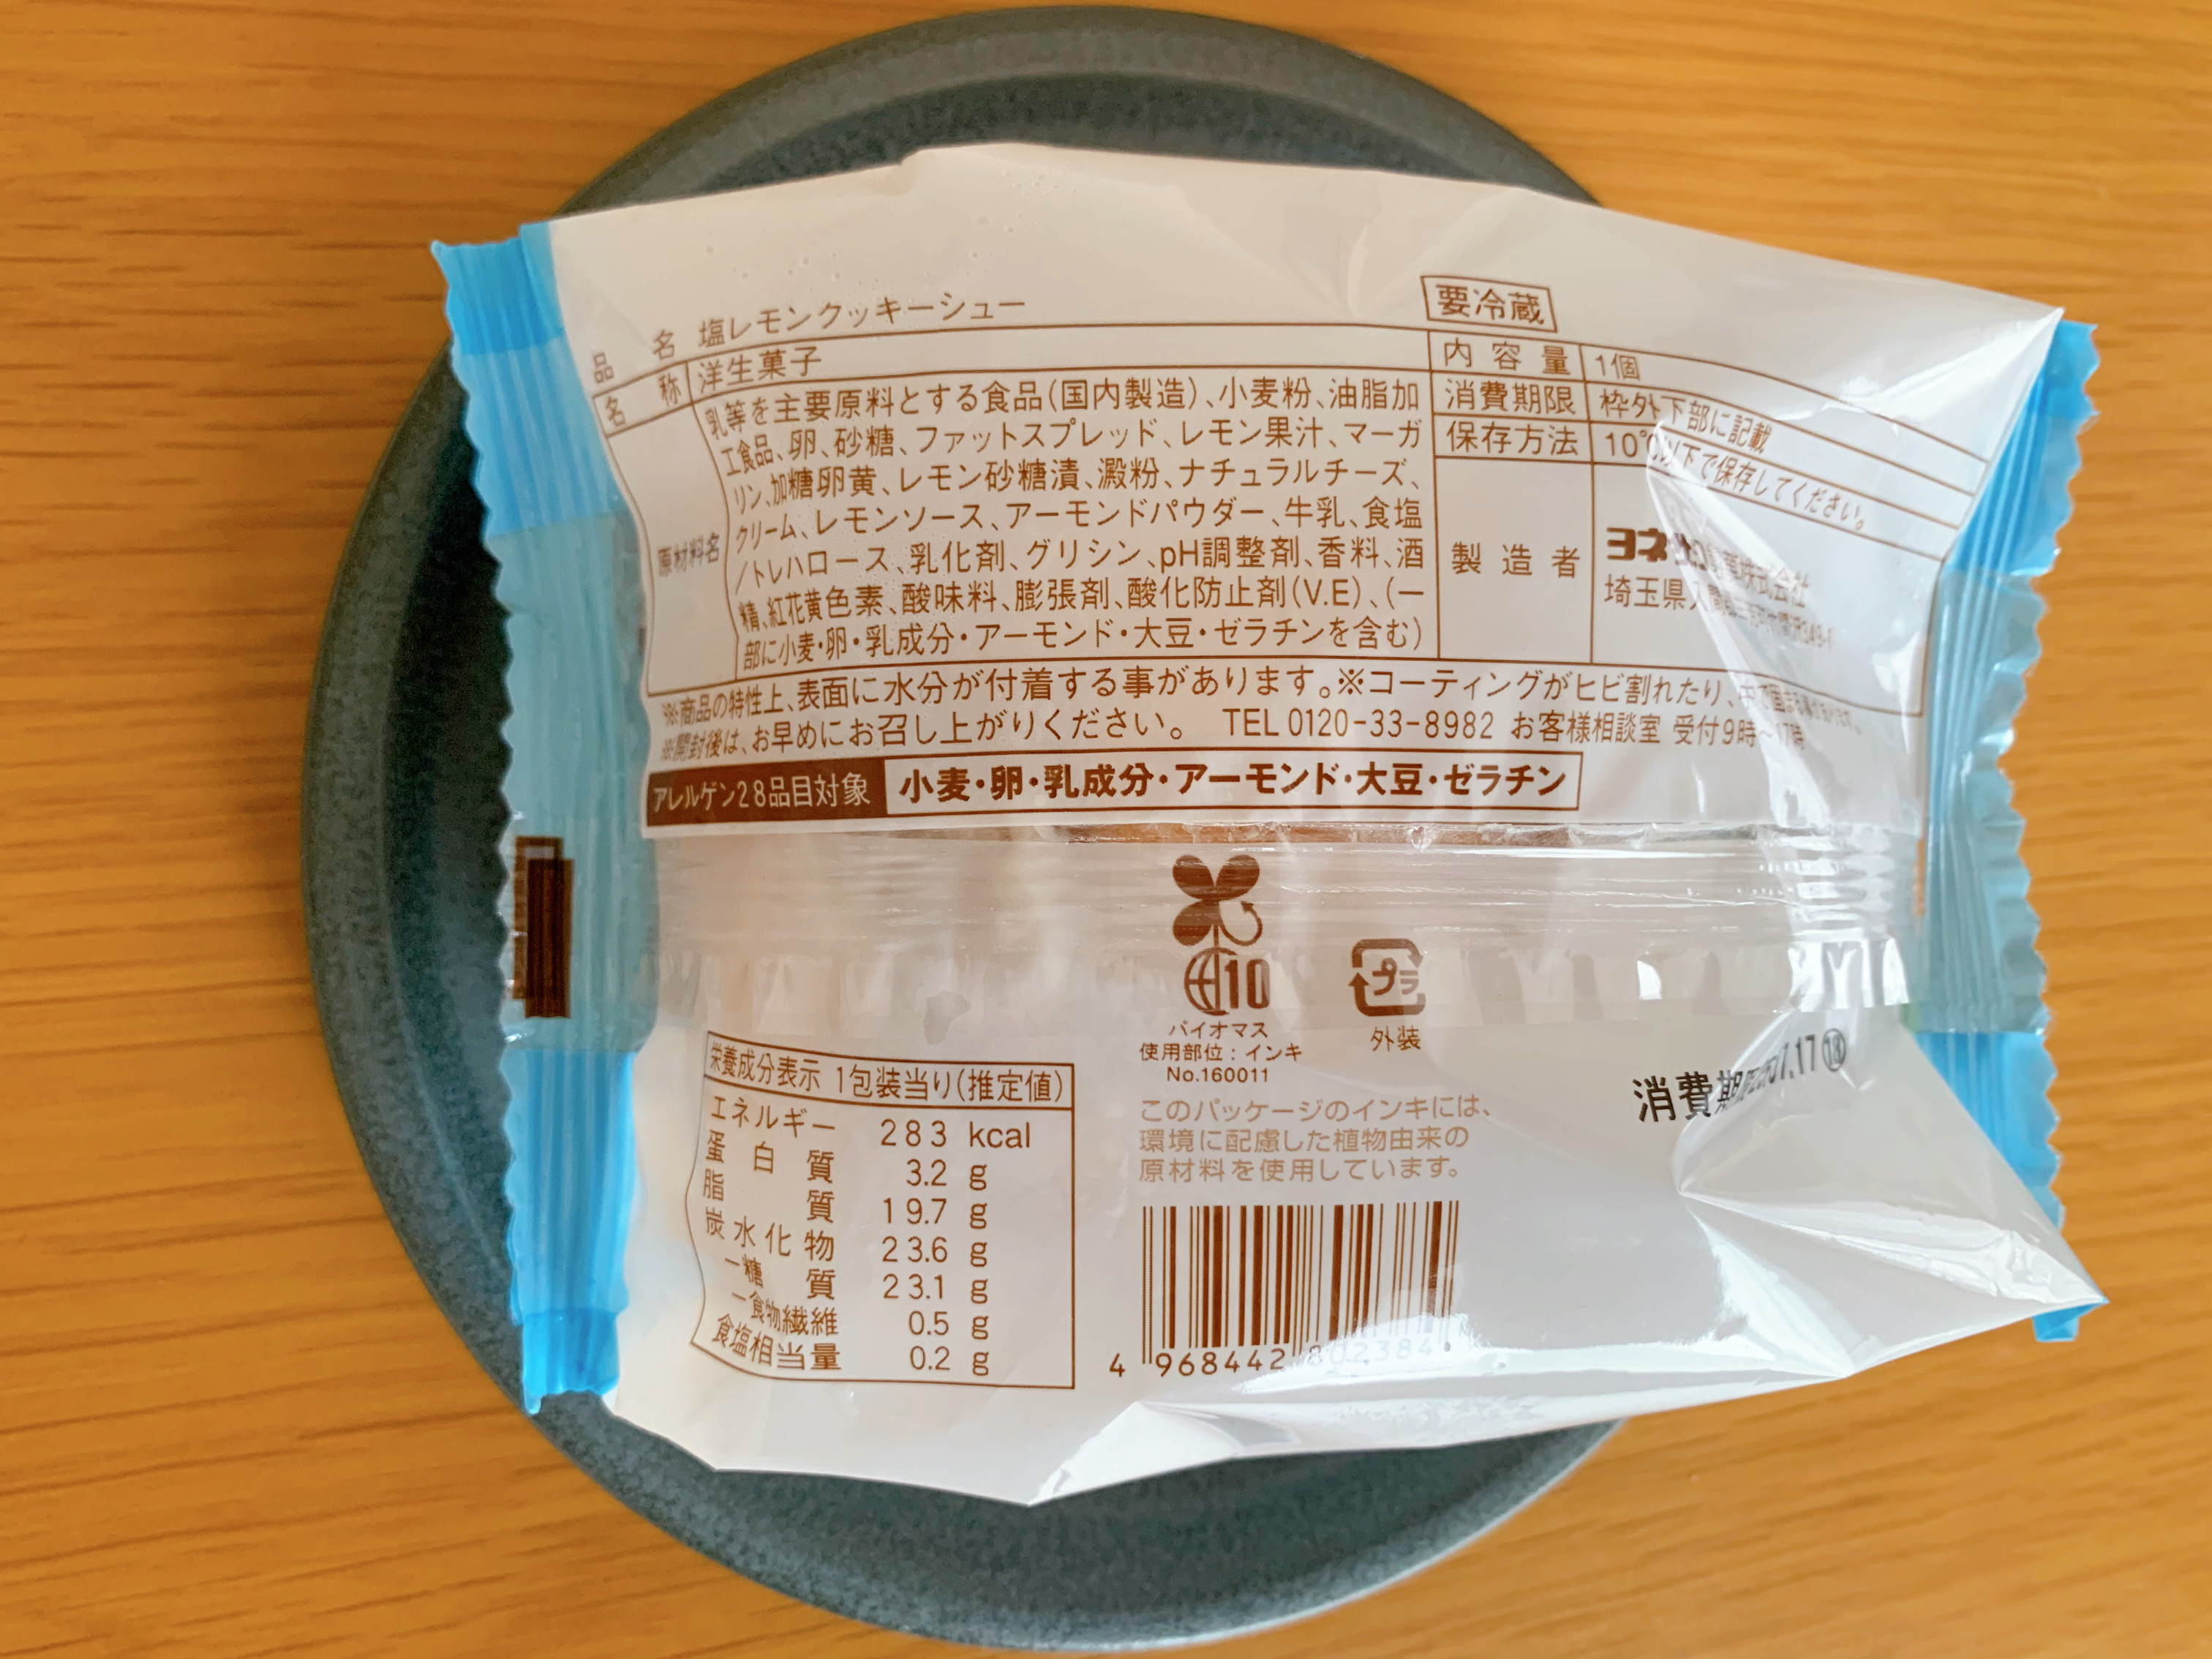 品 名 塩レモンクッキーシュー
要冷蔵
名 称 洋生菓子
原材料名
乳等を主要原料とする食品(国内製造)、小麦粉、油脂加
工食品、卵、砂糖、ファットスプレッド、レモン果汁、マーガ
リン、加糖卵黄、レモン砂糖漬、澱粉、ナチュラルチーズ、
クリーム、レモンソース、アーモンドパウダー、牛乳、食塩
/トレハロース、乳化剤、グリシン、pH調整剤、香料、酒
精、紅花黄色素、酸味料、膨張剤、酸化防止剤(V.E)、(一
部に小麦・卵・乳成分・アーモンド・大豆・ゼラチンを含む)
内容量 1個
消費期限 枠外下部に記載
保存方法 10℃以下で保存してください。
製造者
株式会社
埼玉県
※商品の特性上、表面に水分が付着する事があります。※コーティングがヒビ割れたり、
※開封後は、お早めにお召し上がりください。 TEL 0120-33-8982 お客様相談室 受付9時~17時
アレルゲン28品目対象 小麦・卵・乳成分・アーモンド・大豆・ゼラチン
10
バイオマス
使用部位:インキ
No.160011
プラ
外装
このパッケージのインキには、
環境に配慮した植物由来の
原材料を使用しています。
消費期
7.17
栄養成分表示 1包装当り(推定値)
エネルギー 283 kcal
蛋白質 3.2 g
脂質 19.7 g
炭水化物 23.6 g
-糖質 23.1 g
-食物繊維 0.5 g
食塩相当量 0.2 g
4 968442 802384